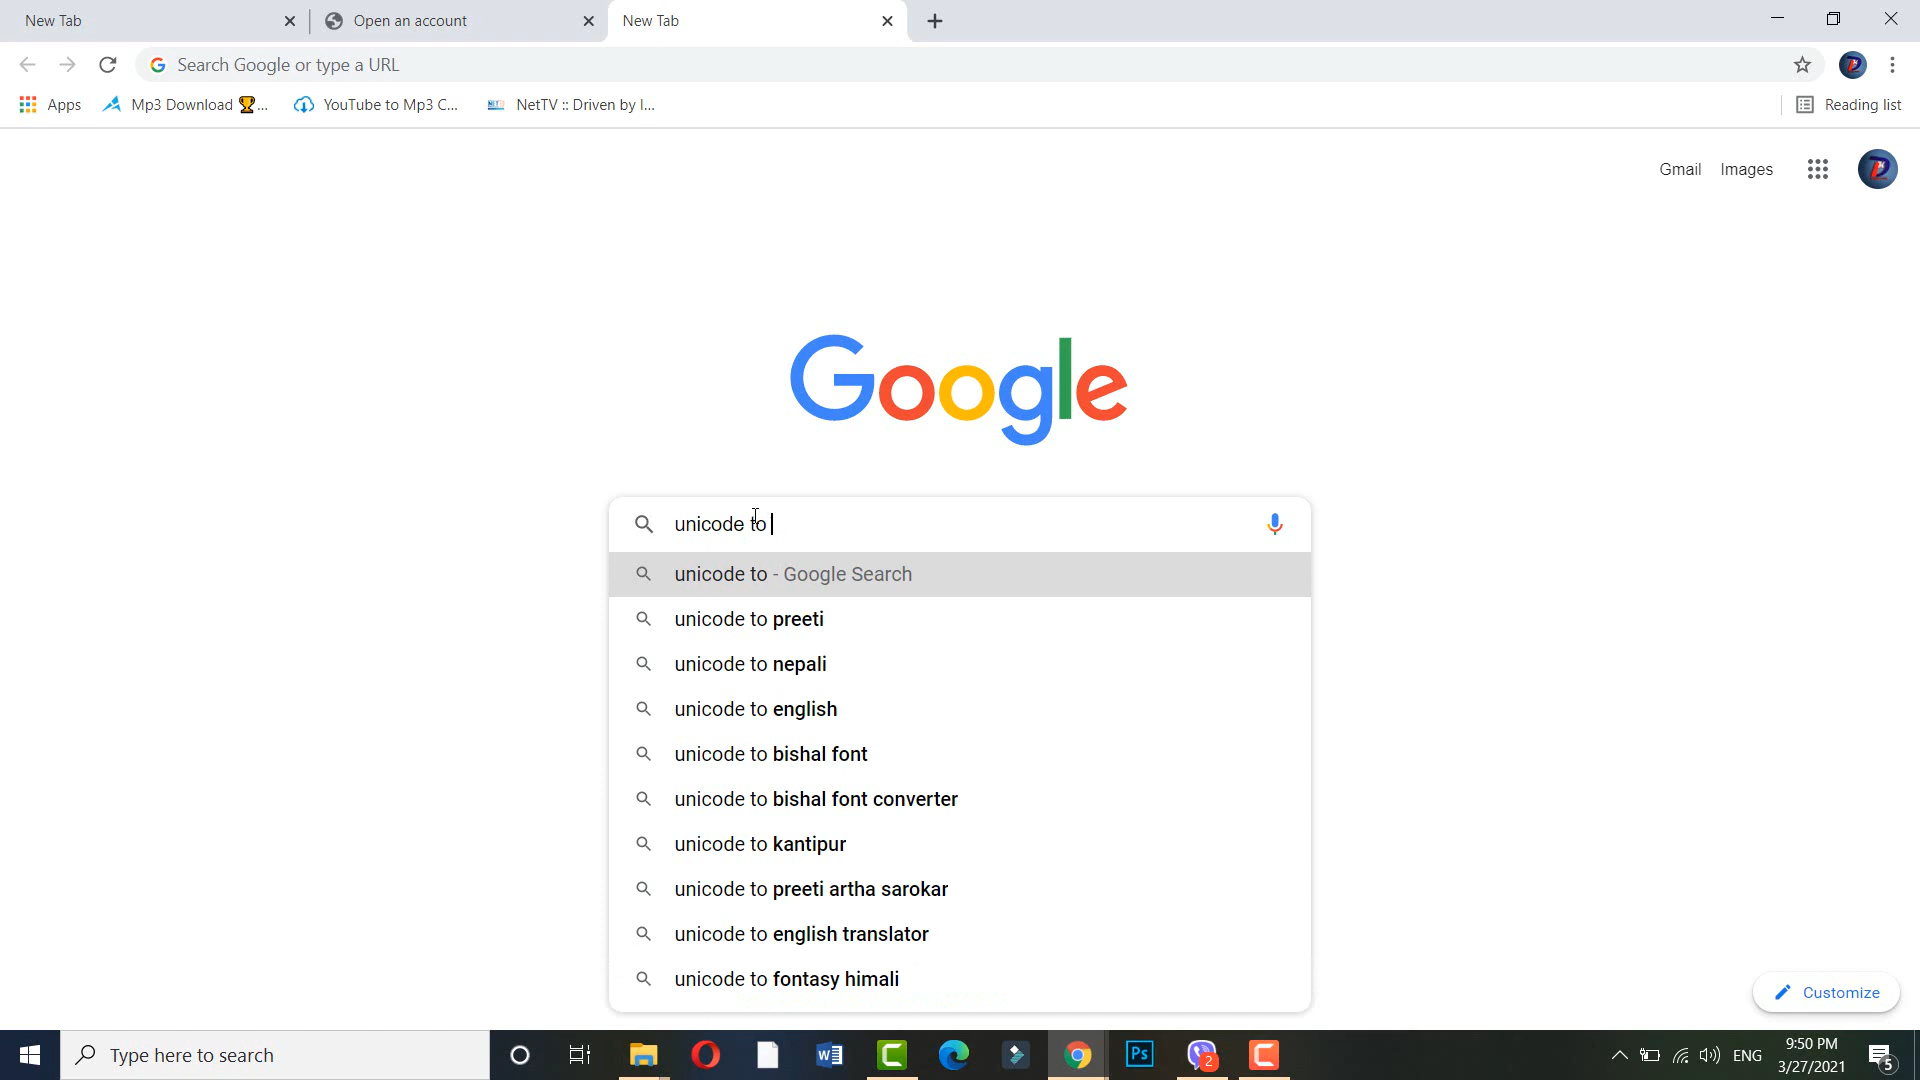 New Tab
Open an account
New Tab
Search Google or type a URL
Apps
Mp3 Download 🏆...
YouTube to Mp3 C...
NetTV :: Driven by I...
Reading list
Gmail
Images
Google
unicode to
unicode to - Google Search
unicode to preeti
unicode to nepali
unicode to english
unicode to bishal font
unicode to bishal font converter
unicode to kantipur
unicode to preeti artha sarokar
unicode to english translator
unicode to fontasy himali
Customize
Type here to search
Ps
2
ENG
9:50 PM
3/27/2021
5